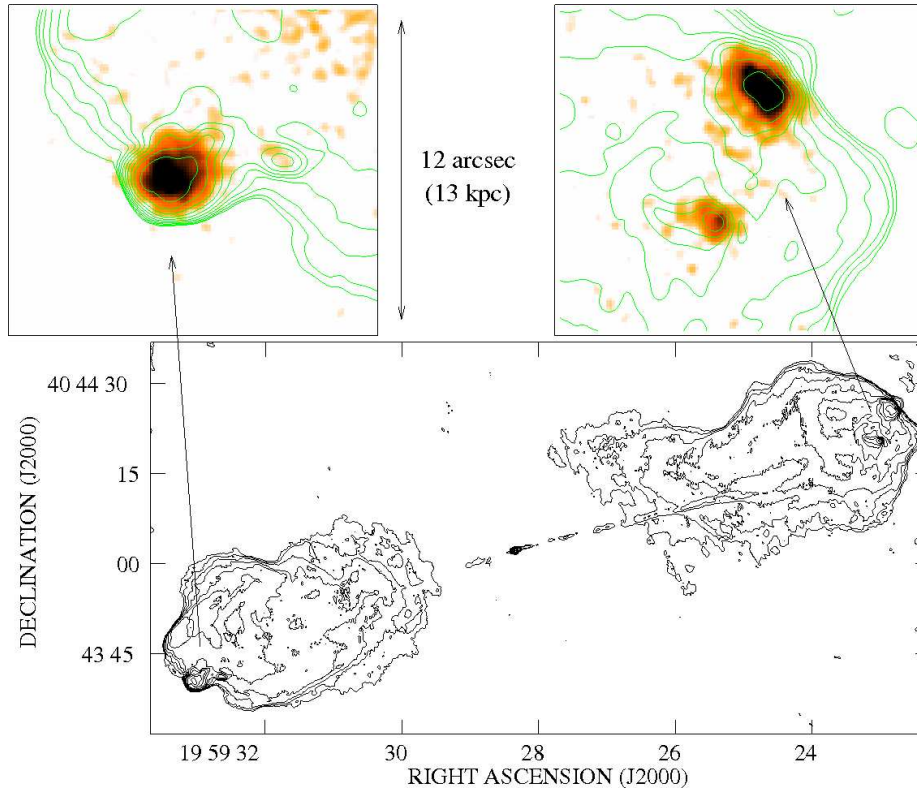 12 arcsec
(13 kpc)
DECLINATION (J2000)
40 44 30
15
00
43 45
19 59 32
30
28
26
24
RIGHT ASCENSION (J2000)